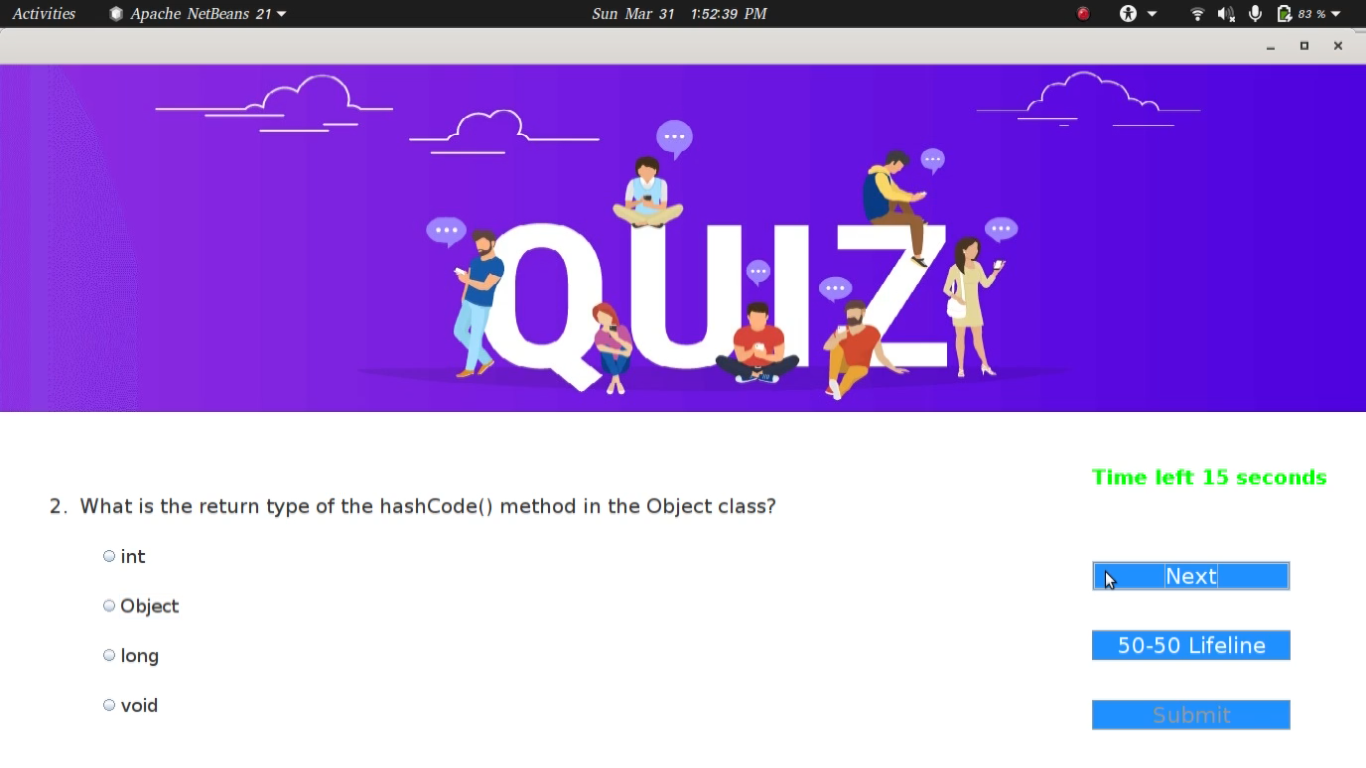 Activities Apache NetBeans 21 Sun Mar 31 1:52:39 PM 83 %
QUIZ
Time left 15 seconds
2. What is the return type of the hashCode() method in the Object class?
int
Next
Object
50-50 Lifeline
long
void
Submit